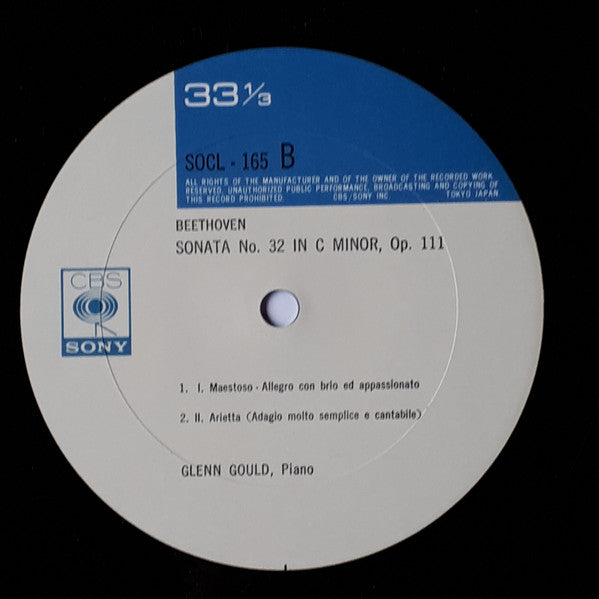 33⅓
SOCL - 165 B
ALL RIGHTS OF THE MANUFACTURER AND OF THE OWNER OF THE RECORDED WORK
RESERVED. UNAUTHORIZED PUBLIC PERFORMANCE, BROADCASTING AND COPYING OF
THIS RECORD PROHIBITED. CBS/SONY INC. TOKYO JAPAN
BEETHOVEN
SONATA No. 32 IN C MINOR, Op. 111
CBS
SONY
1. I. Maestoso - Allegro con brio ed appassionato
2. II. Arietta (Adagio molto semplice e cantabile)
GLENN GOULD, Piano